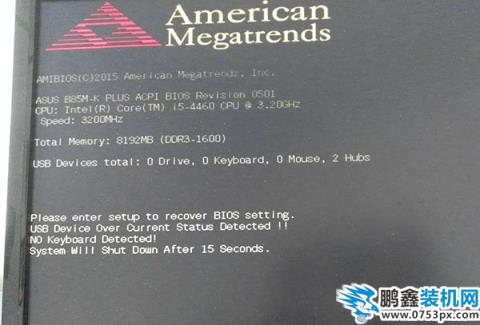 American
Megatrends
AMIBIOS(C)2015 American Megatrends, Inc.
ASUS B85M-K PLUS ACPI BIOS Revision 0501
CPU: Intel(R) Core(TM) i5-4460 CPU @ 3.20GHz
Speed: 3200MHz
Total Memory: 8192MB (DDR3-1600)
USB Devices total: 0 Drive, 0 Keyboard, 0 Mouse, 2 Hubs
Please enter setup to recover BIOS setting.
USB Device Over Current Status Detected !!
NO Keyboard Detected!
System Will Shut Down After 15 Seconds.
鹏鑫装机网
www.0753px.com